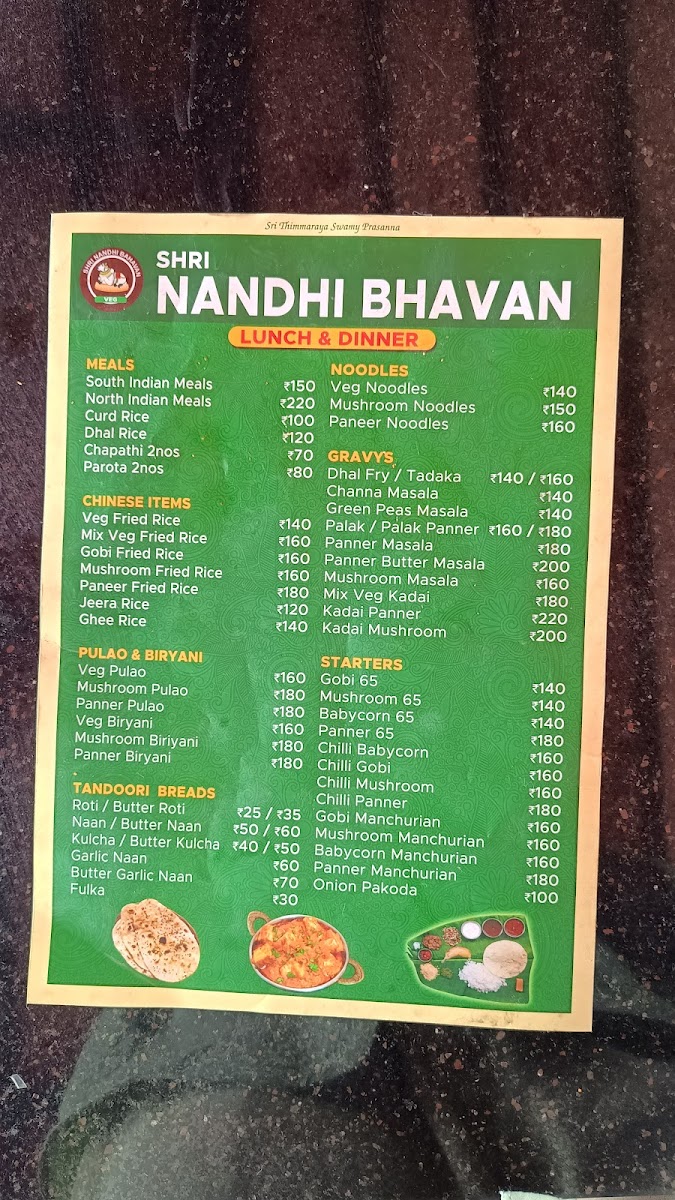 Sri Thimmaraya Swamy Prasanna
SHRI NANDHI BAHAVAN
VEG
SHRI
NANDHI BHAVAN
LUNCH & DINNER
MEALS
South Indian Meals ₹150
North Indian Meals ₹220
Curd Rice ₹100
Dhal Rice ₹120
Chapathi 2nos ₹70
Parota 2nos ₹80
CHINESE ITEMS
Veg Fried Rice ₹140
Mix Veg Fried Rice ₹160
Gobi Fried Rice ₹160
Mushroom Fried Rice ₹160
Paneer Fried Rice ₹180
Jeera Rice ₹120
Ghee Rice ₹140
PULAO & BIRYANI
Veg Pulao ₹160
Mushroom Pulao ₹180
Panner Pulao ₹180
Veg Biryani ₹160
Mushroom Biriyani ₹180
Panner Biryani ₹180
TANDOORI BREADS
Roti / Butter Roti ₹25 / ₹35
Naan / Butter Naan ₹50 / ₹60
Kulcha / Butter Kulcha ₹40 / ₹50
Garlic Naan ₹60
Butter Garlic Naan ₹70
Fulka ₹30
NOODLES
Veg Noodles ₹140
Mushroom Noodles ₹150
Paneer Noodles ₹160
GRAVYS
Dhal Fry / Tadaka ₹140 / ₹160
Channa Masala ₹140
Green Peas Masala ₹140
Palak / Palak Panner ₹160 / ₹180
Panner Masala ₹180
Panner Butter Masala ₹200
Mushroom Masala ₹160
Mix Veg Kadai ₹180
Kadai Panner ₹220
Kadai Mushroom ₹200
STARTERS
Gobi 65 ₹140
Mushroom 65 ₹140
Babycorn 65 ₹140
Panner 65 ₹180
Chilli Babycorn ₹160
Chilli Gobi ₹160
Chilli Mushroom ₹160
Chilli Panner ₹180
Gobi Manchurian ₹160
Mushroom Manchurian ₹160
Babycorn Manchurian ₹160
Panner Manchurian ₹180
Onion Pakoda ₹100